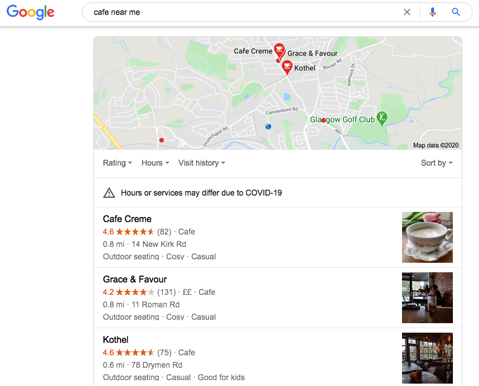 Google
cafe near me
Cafe Creme
Grace & Favour
Kothel
Roman Rd
Canniesburn Rd
Drumchapel Rd
Glasgow Golf Club
Map data ©2020
Rating
Hours
Visit history
Sort by
Hours or services may differ due to COVID-19
Cafe Creme
4.6 (82) · Cafe
0.8 mi · 14 New Kirk Rd
Outdoor seating · Cosy · Casual
Grace & Favour
4.2 (131) · ££ · Cafe
0.8 mi · 11 Roman Rd
Outdoor seating · Cosy · Casual
Kothel
4.6 (75) · Cafe
0.6 mi · 78 Drymen Rd
Outdoor seating · Casual · Good for kids